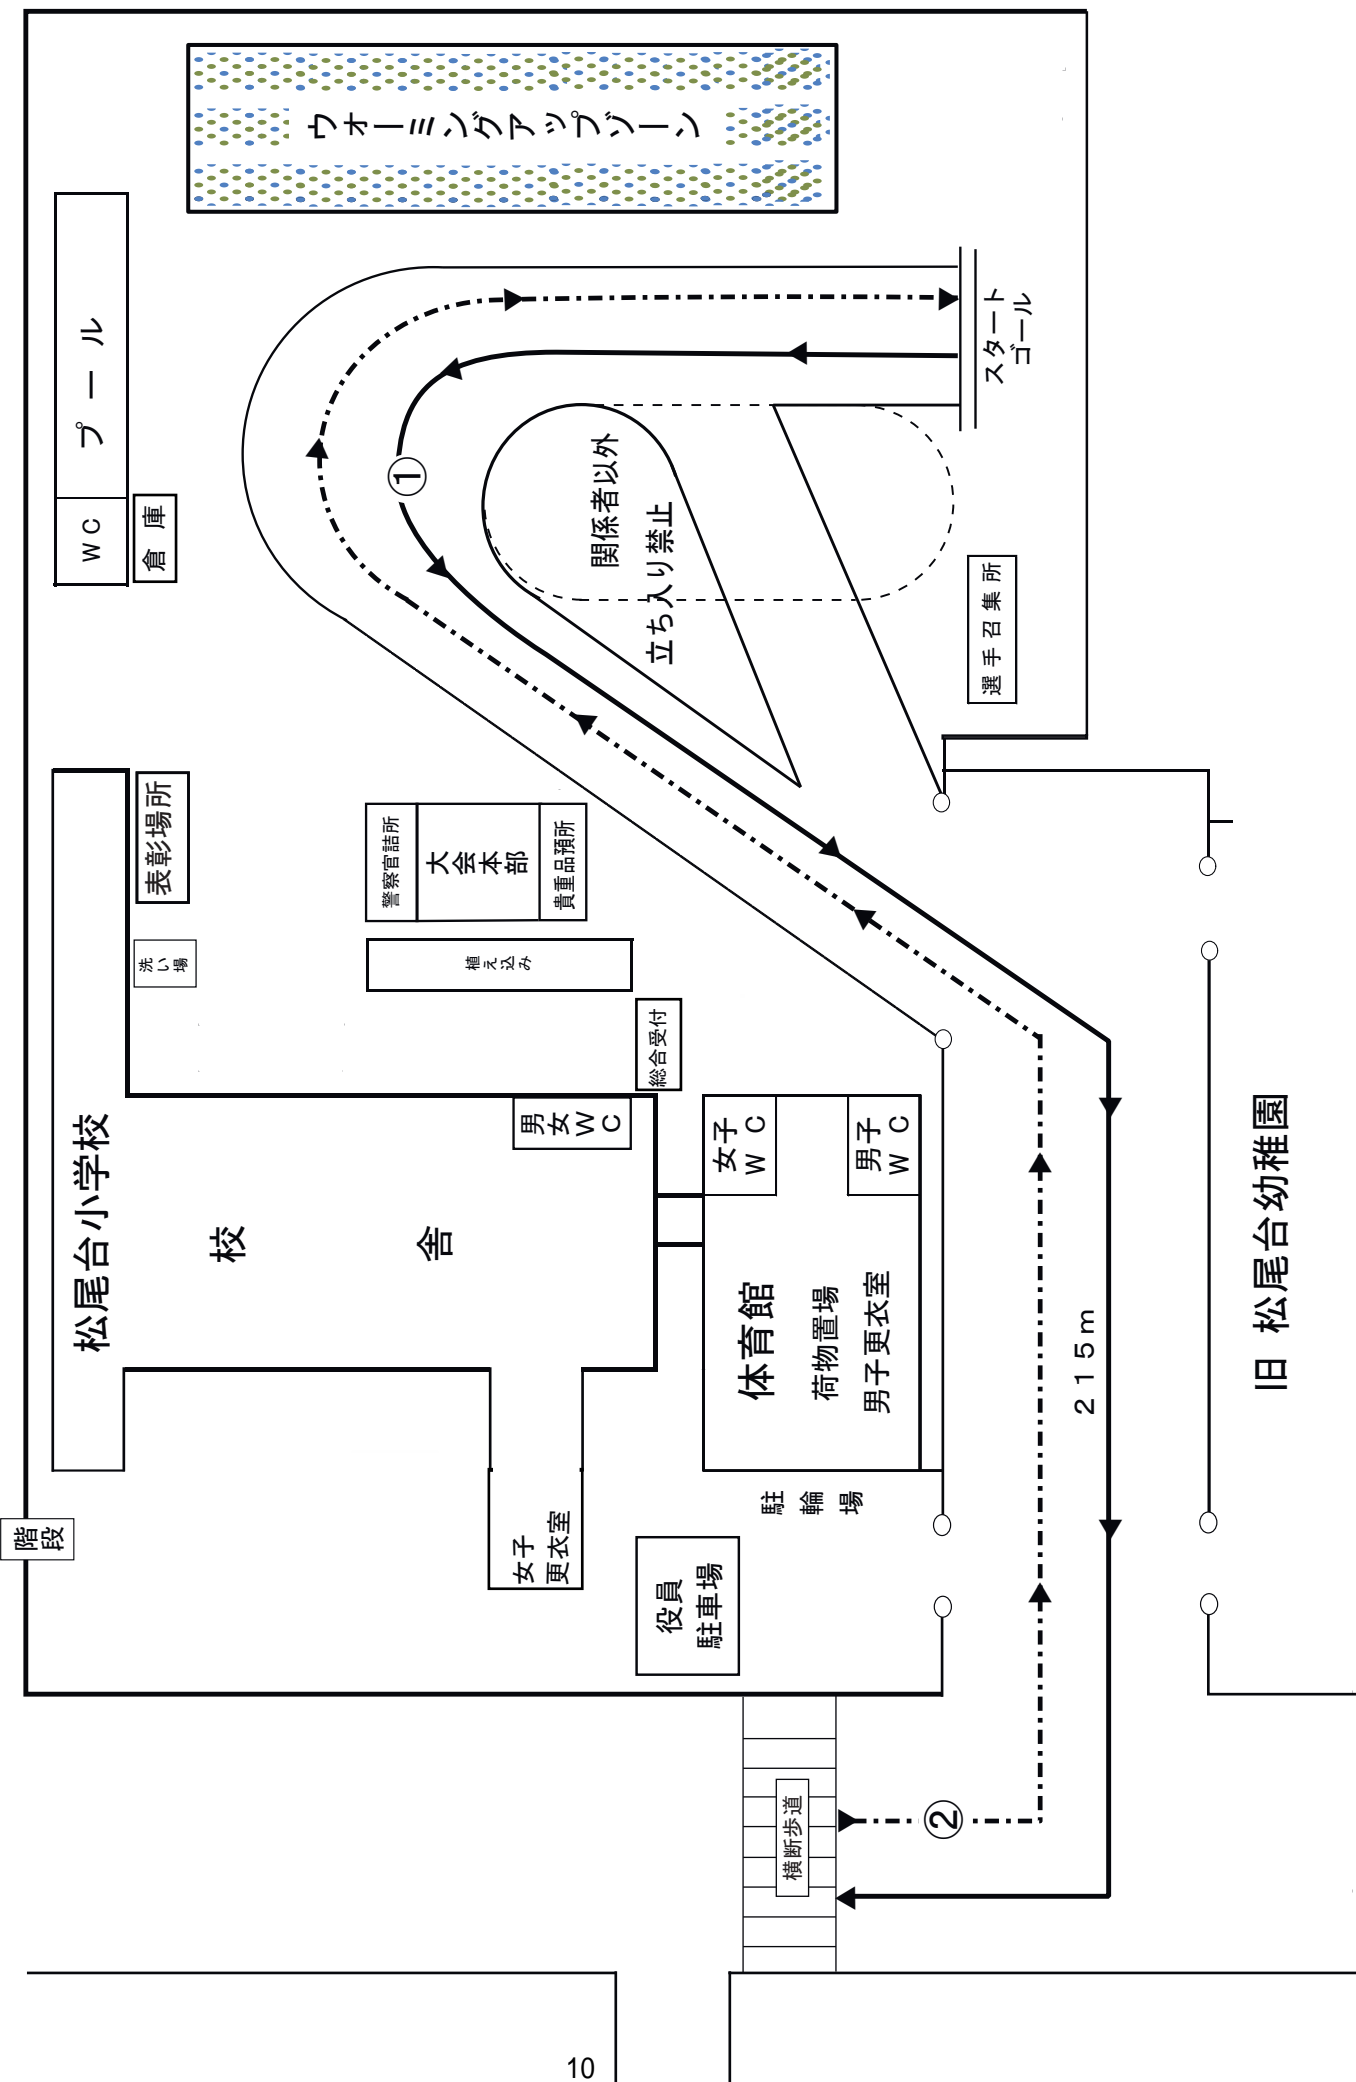 ウォーミングアップゾーン
プール
WC
倉庫
スタート
ゴール
①
関係者以外
立ち入り禁止
選手召集所
表彰場所
洗い場
警察官詰所
大会本部
貴重品預所
植え込み
総合受付
松尾台小学校
校舎
男女
WC
女子
WC
男子
WC
体育館
荷物置場
男子更衣室
215m
旧 松尾台幼稚園
階段
女子
更衣室
駐輪場
役員
駐車場
横断歩道
②
10